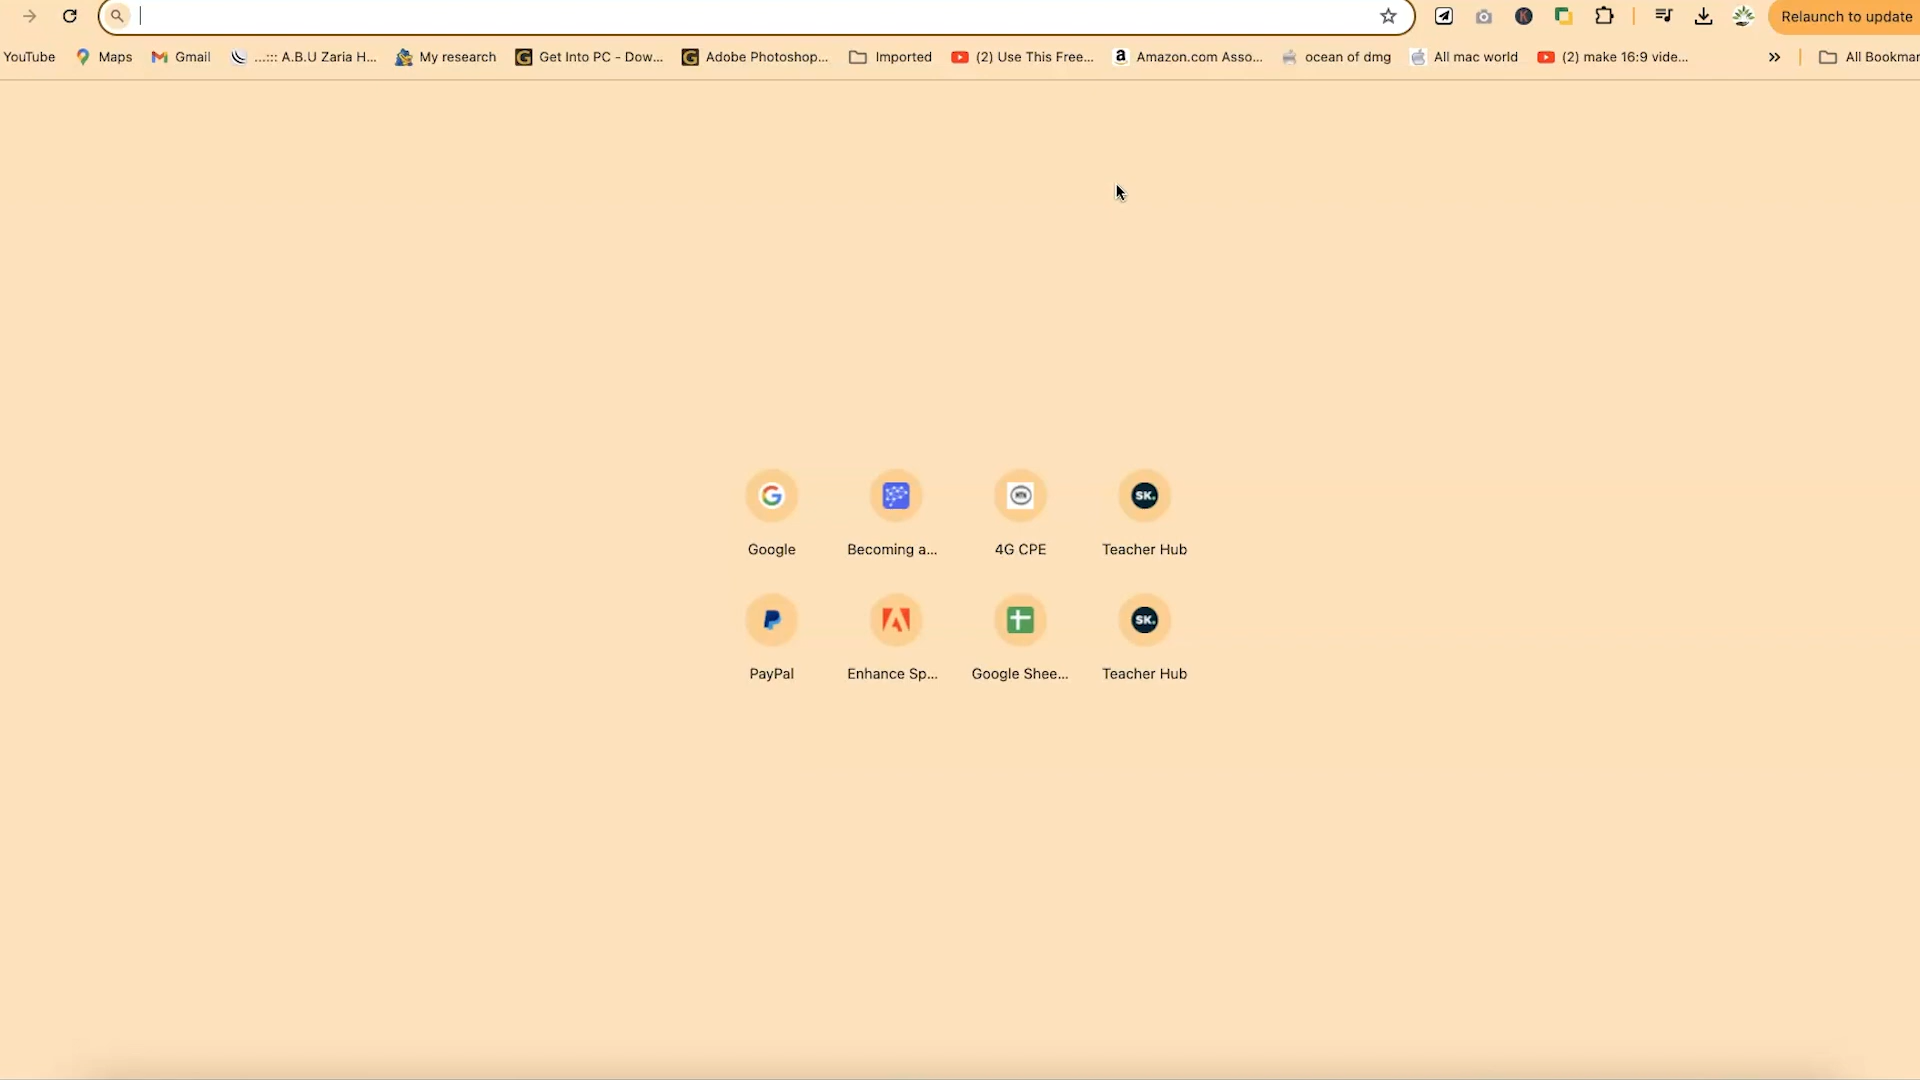 Relaunch to update
YouTube Maps Gmail ...::: A.B.U Zaria H... My research Get Into PC - Dow... Adobe Photoshop... Imported (2) Use This Free... Amazon.com Asso... ocean of dmg All mac world (2) make 16:9 vide... All Bookmar
SK.
Google Becoming a... 4G CPE Teacher Hub
SK.
PayPal Enhance Sp... Google Shee... Teacher Hub